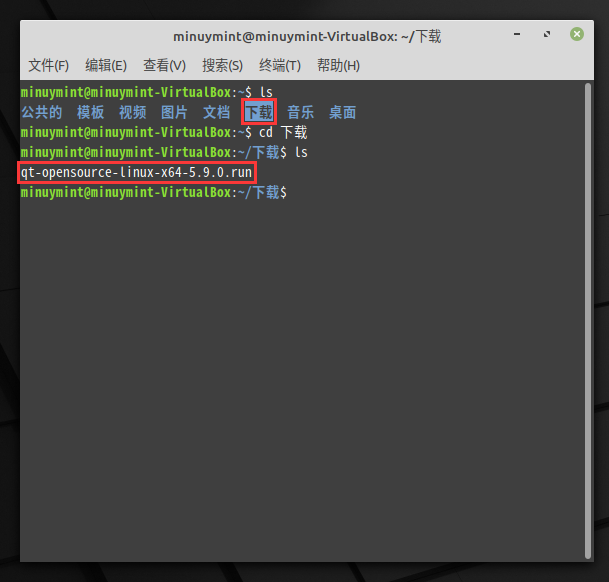 minuymint@minuymint-VirtualBox: ~/下载
文件(F) 编辑(E) 查看(V) 搜索(S) 终端(T) 帮助(H)
minuymint@minuymint-VirtualBox:~$ ls
公共的 模板 视频 图片 文档 下载 音乐 桌面
minuymint@minuymint-VirtualBox:~$ cd 下载
minuymint@minuymint-VirtualBox:~/下载$ ls
qt-opensource-linux-x64-5.9.0.run
minuymint@minuymint-VirtualBox:~/下载$